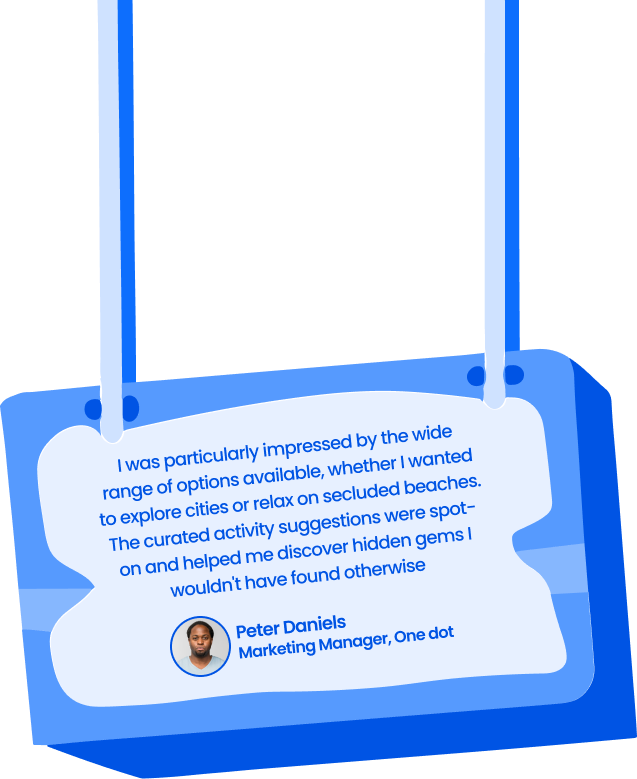 I was particularly impressed by the wide
range of options available, whether I wanted
to explore cities or relax on secluded beaches.
The curated activity suggestions were spot-
on and helped me discover hidden gems I
wouldn't have found otherwise
Peter Daniels
Marketing Manager, One dot